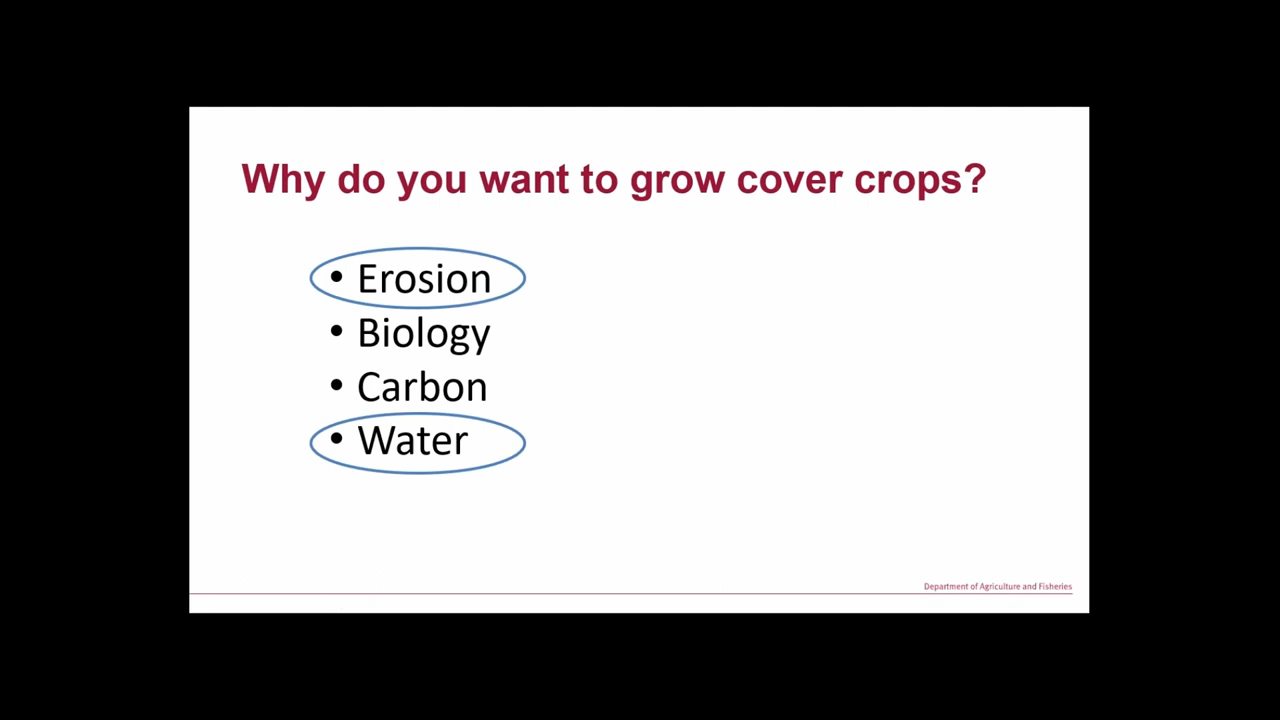 Why do you want to grow cover crops?
• Erosion
• Biology
• Carbon
• Water
Department of Agriculture and Fisheries